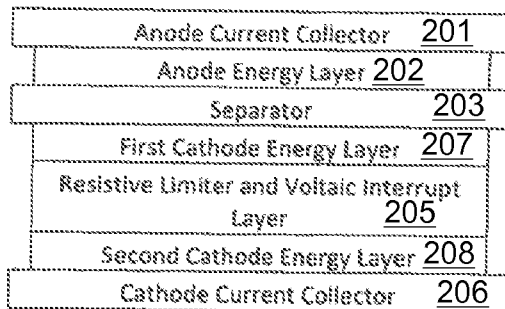 Anode Current Collector 201
Anode Energy Layer 202
Separator 203
First Cathode Energy Layer 207
Resistive Limiter and Voltaic Interrupt
Layer 205
Second Cathode Energy Layer 208
Cathode Current Collector 206